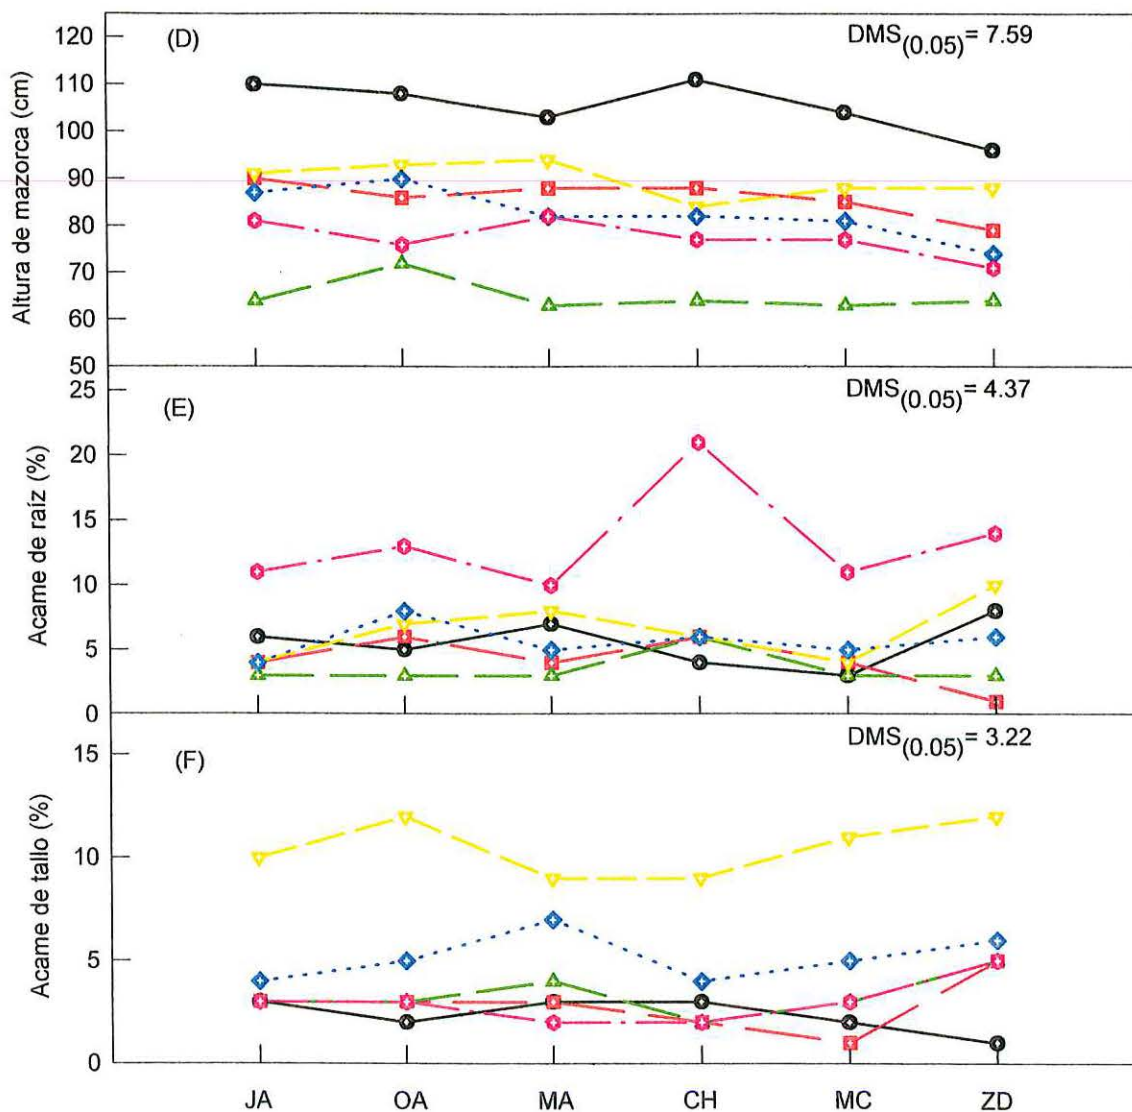 (D)
DMS(0.05)= 7.59
Altura de mazorca (cm)
120
110
100
90
80
70
60
50
(E)
DMS(0.05)= 4.37
Acame de raíz (%)
25
20
15
10
5
0
(F)
DMS(0.05)= 3.22
Acame de tallo (%)
15
10
5
0
JA OA MA CH MC ZD